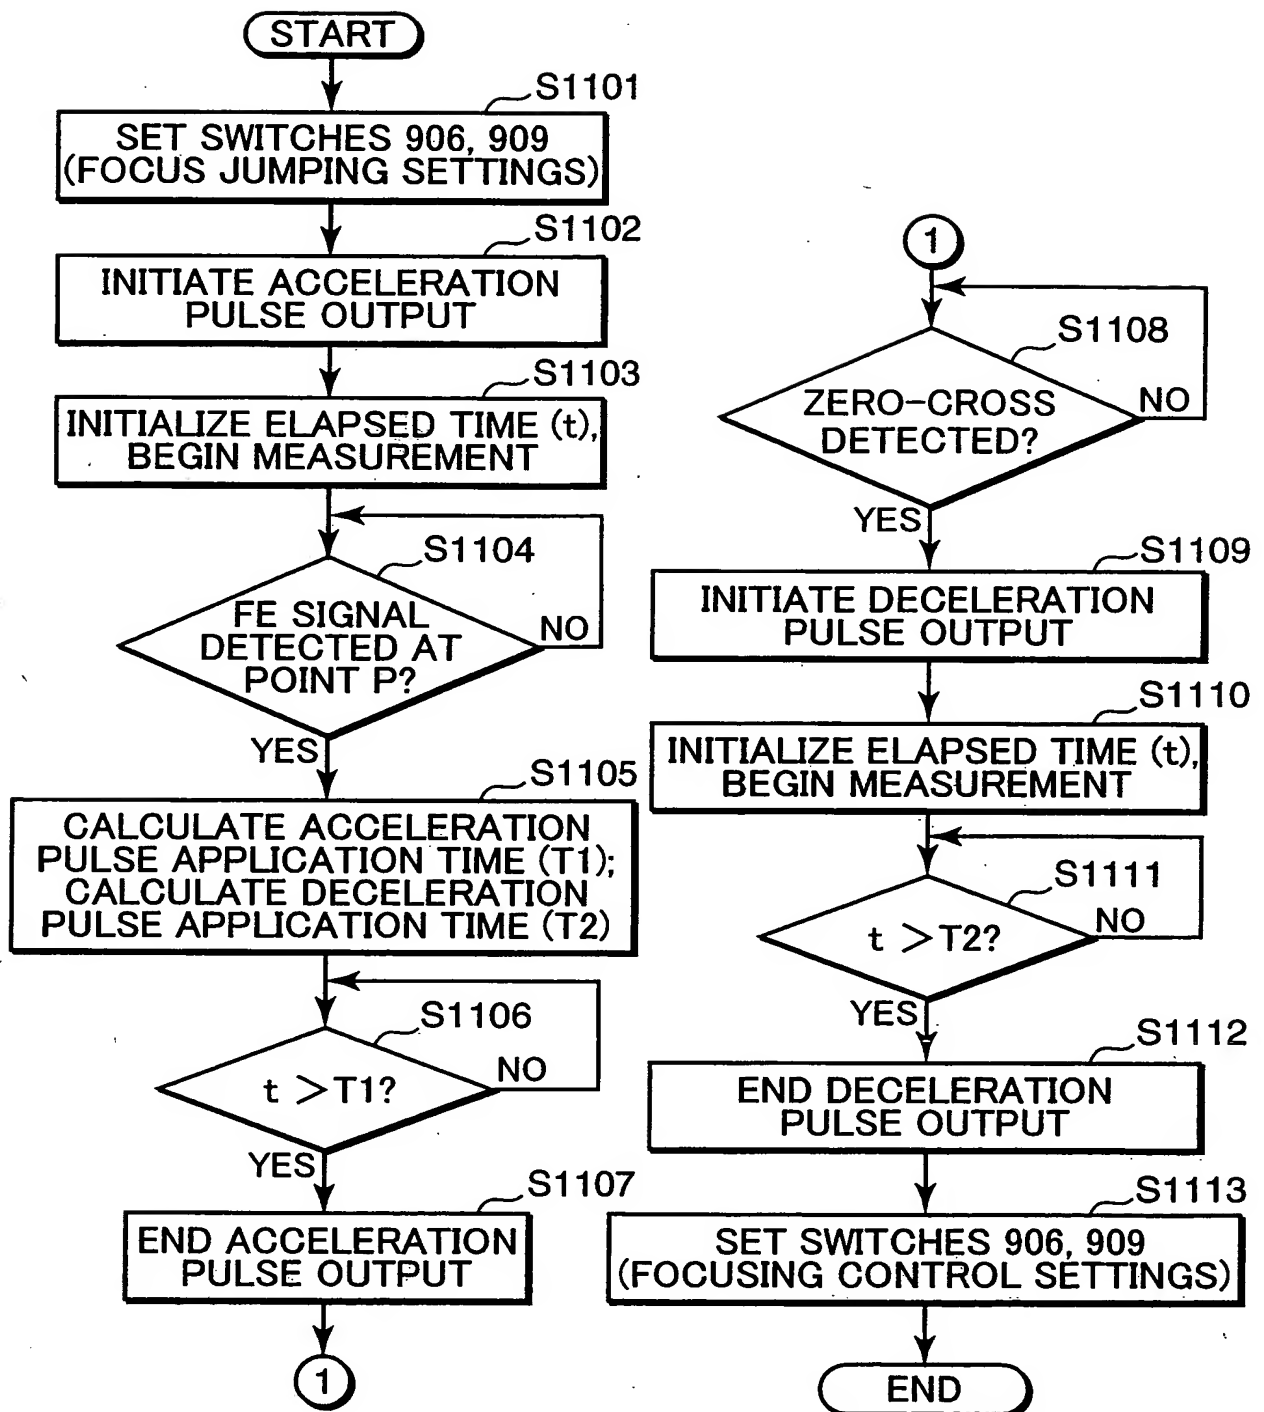 START
S1101
SET SWITCHES 906, 909
(FOCUS JUMPING SETTINGS)
S1102
INITIATE ACCELERATION
PULSE OUTPUT
S1103
INITIALIZE ELAPSED TIME (t),
BEGIN MEASUREMENT
S1104
FE SIGNAL
DETECTED AT
POINT P?
NO
YES
S1105
CALCULATE ACCELERATION
PULSE APPLICATION TIME (T1);
CALCULATE DECELERATION
PULSE APPLICATION TIME (T2)
S1106
t >T1?
NO
YES
S1107
END ACCELERATION
PULSE OUTPUT
1
1
S1108
ZERO-CROSS
DETECTED?
NO
YES
S1109
INITIATE DECELERATION
PULSE OUTPUT
S1110
INITIALIZE ELAPSED TIME (t),
BEGIN MEASUREMENT
S1111
t >T2?
NO
YES
S1112
END DECELERATION
PULSE OUTPUT
S1113
SET SWITCHES 906, 909
(FOCUSING CONTROL SETTINGS)
END